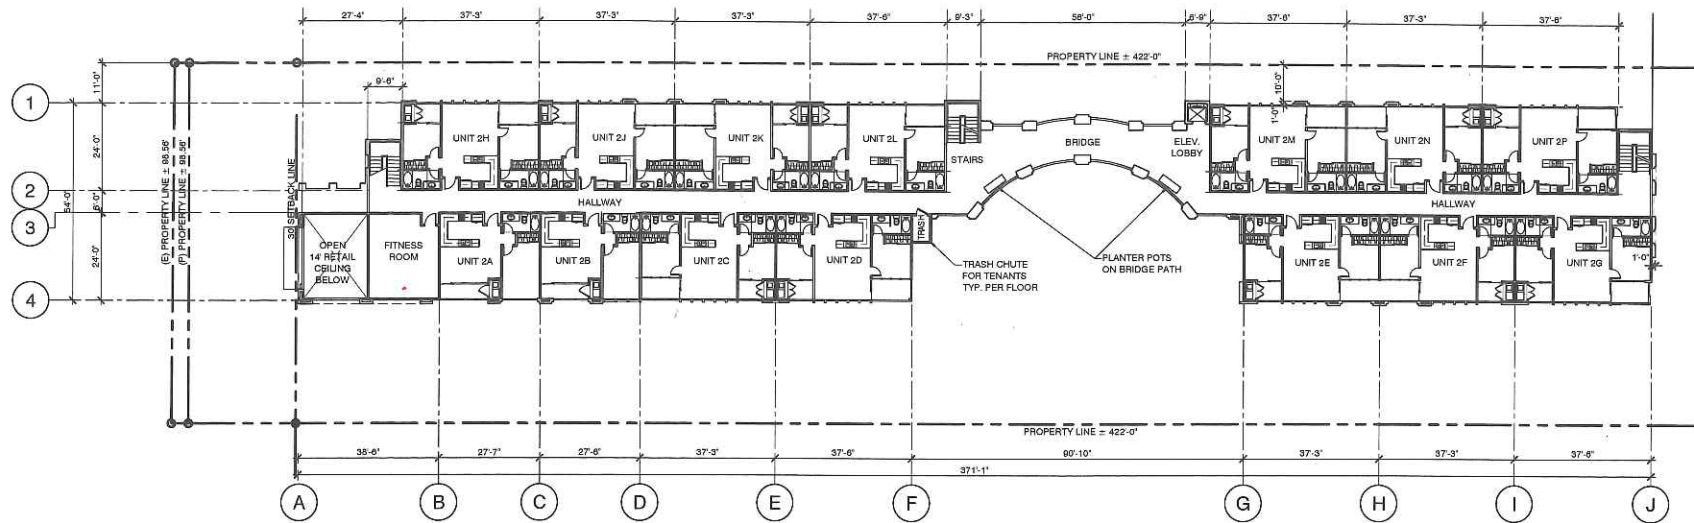 27'-4"
37'-3"
37'-3"
37'-3"
37'-6"
9'-3"
56'-0"
6'-9"
37'-6"
37'-3"
37'-6"
PROPERTY LINE ± 422'-0"
11'-0"
9'-6"
10'-0"
1'-0"
1
UNIT 2H
UNIT 2J
UNIT 2K
UNIT 2L
STAIRS
BRIDGE
ELEV.
LOBBY
UNIT 2M
UNIT 2N
UNIT 2P
24'-0"
54'-0"
(E) PROPERTY LINE ± 98.56'
(P) PROPERTY LINE ± 98.56'
30' SETBACK LINE
2
6'-0"
HALLWAY
HALLWAY
3
24'-0"
OPEN
14' RETAIL
CEILING
BELOW
FITNESS
ROOM
UNIT 2A
UNIT 2B
UNIT 2C
UNIT 2D
TRASH
TRASH CHUTE
FOR TENANTS
TYP. PER FLOOR
PLANTER POTS
ON BRIDGE PATH
UNIT 2E
UNIT 2F
UNIT 2G
1'-0"
4
PROPERTY LINE ± 422'-0"
38'-6"
27'-7"
27'-6"
37'-3"
37'-6"
90'-10"
37'-3"
37'-3"
37'-6"
371'-1"
A
B
C
D
E
F
G
H
I
J